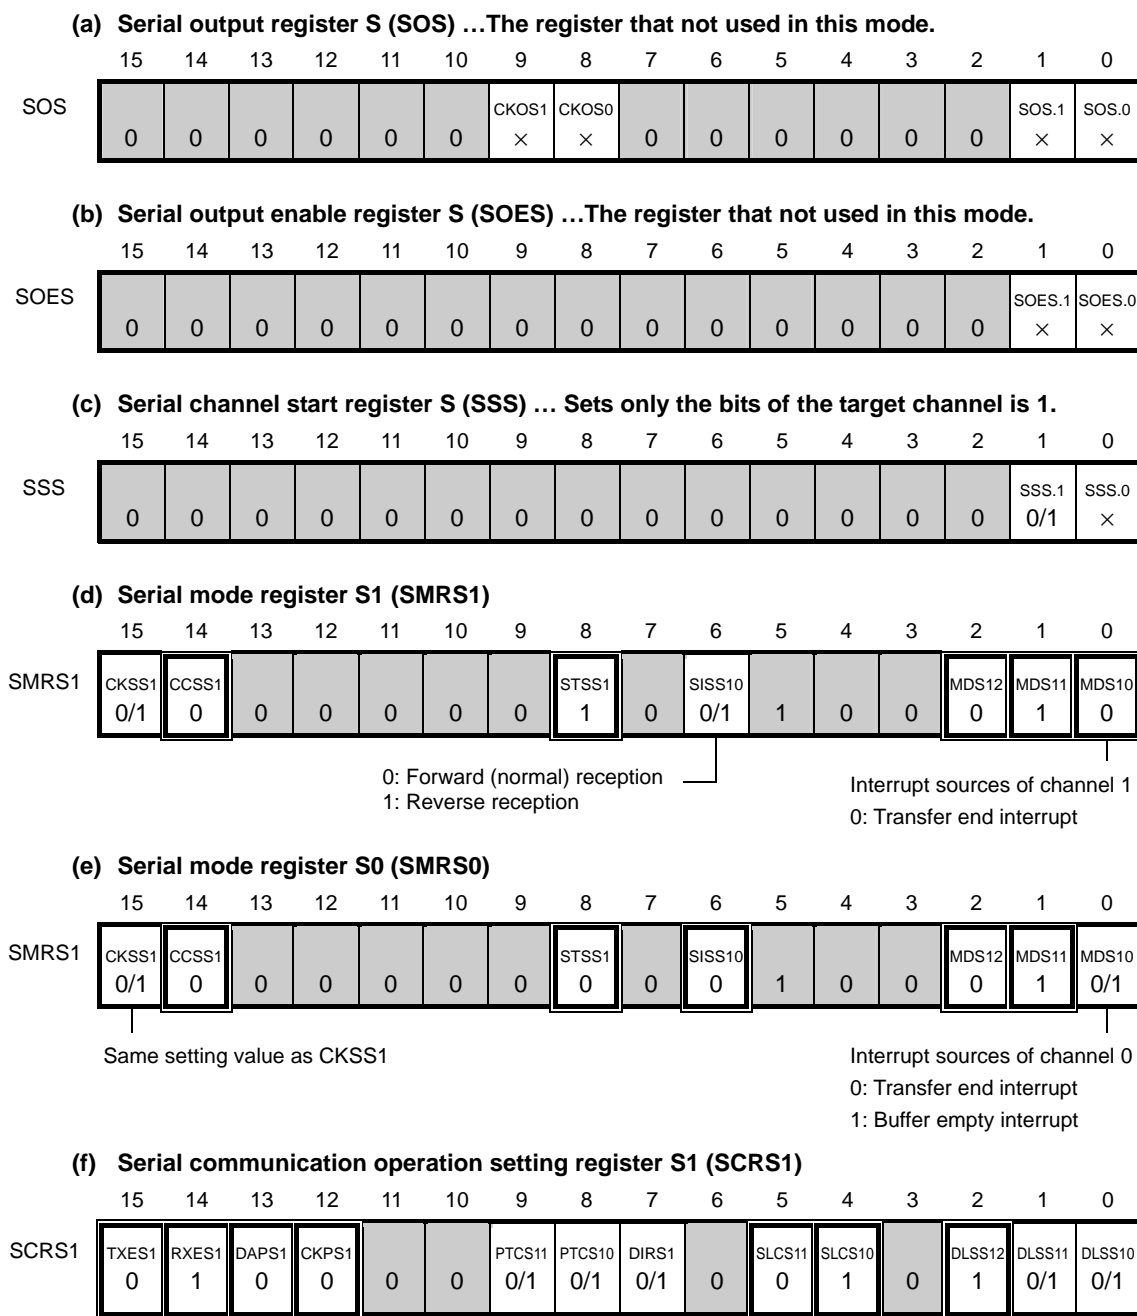 (a) Serial output register S (SOS) …The register that not used in this mode.
15 14 13 12 11 10 9 8 7 6 5 4 3 2 1 0
SOS
CKOS1 CKOS0 SOS.1 SOS.0
0 0 0 0 0 0 × × 0 0 0 0 0 0 × ×
(b) Serial output enable register S (SOES) …The register that not used in this mode.
15 14 13 12 11 10 9 8 7 6 5 4 3 2 1 0
SOES
SOES.1 SOES.0
0 0 0 0 0 0 0 0 0 0 0 0 0 0 × ×
(c) Serial channel start register S (SSS) … Sets only the bits of the target channel is 1.
15 14 13 12 11 10 9 8 7 6 5 4 3 2 1 0
SSS
SSS.1 SSS.0
0 0 0 0 0 0 0 0 0 0 0 0 0 0 0/1 ×
(d) Serial mode register S1 (SMRS1)
15 14 13 12 11 10 9 8 7 6 5 4 3 2 1 0
SMRS1
CKSS1 CCSS1 STSS1 SISS10 MDS12 MDS11 MDS10
0/1 0 0 0 0 0 0 1 0 0/1 1 0 0 0 1 0
0: Forward (normal) reception
1: Reverse reception
Interrupt sources of channel 1
0: Transfer end interrupt
(e) Serial mode register S0 (SMRS0)
15 14 13 12 11 10 9 8 7 6 5 4 3 2 1 0
SMRS1
CKSS1 CCSS1 STSS1 SISS10 MDS12 MDS11 MDS10
0/1 0 0 0 0 0 0 0 0 0 1 0 0 0 1 0/1
Same setting value as CKSS1
Interrupt sources of channel 0
0: Transfer end interrupt
1: Buffer empty interrupt
(f) Serial communication operation setting register S1 (SCRS1)
15 14 13 12 11 10 9 8 7 6 5 4 3 2 1 0
SCRS1
TXES1 RXES1 DAPS1 CKPS1 PTCS11 PTCS10 DIRS1 SLCS11 SLCS10 DLSS12 DLSS11 DLSS10
0 1 0 0 0 0 0/1 0/1 0/1 0 0 1 0 1 0/1 0/1